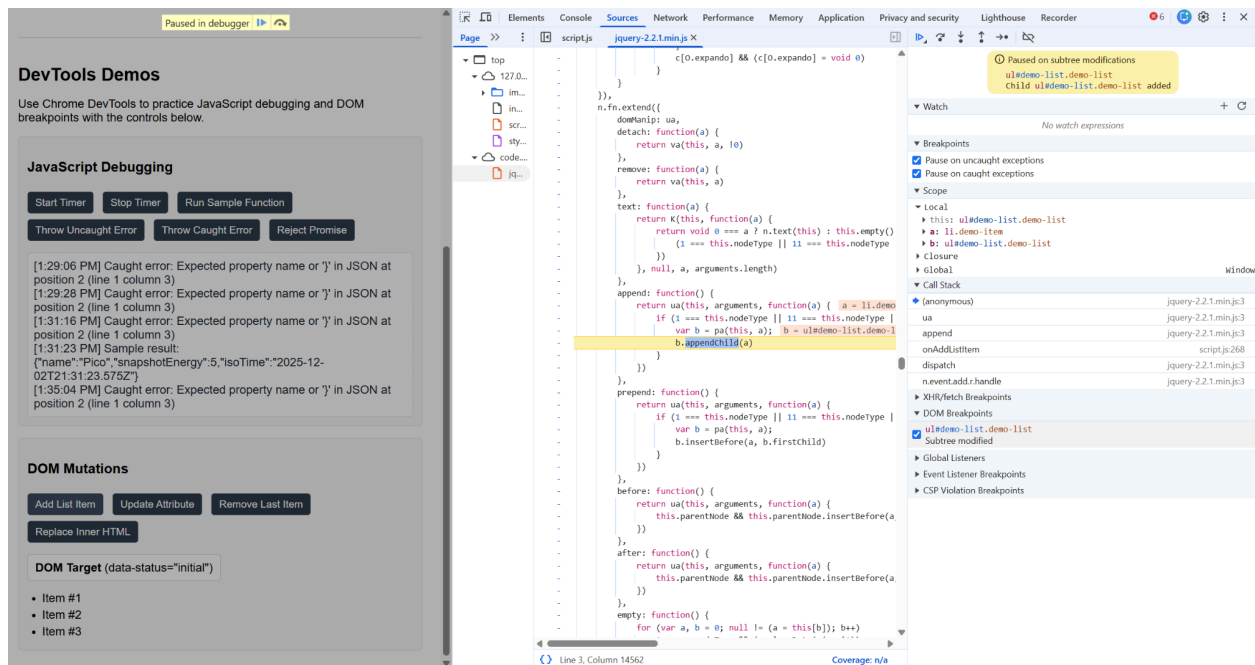 Paused in debugger
DevTools Demos
Use Chrome DevTools to practice JavaScript debugging and DOM
breakpoints with the controls below.
JavaScript Debugging
Start Timer Stop Timer Run Sample Function
Throw Uncaught Error Throw Caught Error Reject Promise
[1:29:06 PM] Caught error: Expected property name or '}' in JSON at
position 2 (line 1 column 3)
[1:29:28 PM] Caught error: Expected property name or '}' in JSON at
position 2 (line 1 column 3)
[1:31:16 PM] Caught error: Expected property name or '}' in JSON at
position 2 (line 1 column 3)
[1:31:23 PM] Sample result:
{"name":"Pico","snapshotEnergy":5,"isoTime":"2025-12-
02T21:31:23.575Z"}
[1:35:04 PM] Caught error: Expected property name or '}' in JSON at
position 2 (line 1 column 3)
DOM Mutations
Add List Item Update Attribute Remove Last Item
Replace Inner HTML
DOM Target (data-status="initial")
• Item #1
• Item #2
• Item #3
Elements Console Sources Network Performance Memory Application Privacy and security Lighthouse Recorder 6
Page script.js jquery-2.2.1.min.js
top
127.0...
im...
in...
scr...
sty...
code....
jq...
c[O.expando] && (c[O.expando] = void 0)
}
}
}),
n.fn.extend({
domManip: ua,
detach: function(a) {
return va(this, a, !0)
},
remove: function(a) {
return va(this, a)
},
text: function(a) {
return K(this, function(a) {
return void 0 === a ? n.text(this) : this.empty()
(1 === this.nodeType || 11 === this.nodeType
})
}, null, a, arguments.length)
},
append: function() {
return ua(this, arguments, function(a) { a = li.demo
if (1 === this.nodeType || 11 === this.nodeType |
var b = pa(this, a); b = ul#demo-list.demo-l
b.appendChild(a)
}
})
},
prepend: function() {
return ua(this, arguments, function(a) {
if (1 === this.nodeType || 11 === this.nodeType |
var b = pa(this, a);
b.insertBefore(a, b.firstChild)
}
})
},
before: function() {
return ua(this, arguments, function(a) {
this.parentNode && this.parentNode.insertBefore(a,
})
},
after: function() {
return ua(this, arguments, function(a) {
this.parentNode && this.parentNode.insertBefore(a,
})
},
empty: function() {
for (var a, b = 0; null != (a = this[b]); b++)
{} Line 3, Column 14562 Coverage: n/a
Paused on subtree modifications
ul#demo-list.demo-list
Child ul#demo-list.demo-list added
Watch
No watch expressions
Breakpoints
Pause on uncaught exceptions
Pause on caught exceptions
Scope
Local
this: ul#demo-list.demo-list
a: li.demo-item
b: ul#demo-list.demo-list
Closure
Global Window
Call Stack
(anonymous) jquery-2.2.1.min.js:3
ua jquery-2.2.1.min.js:3
append jquery-2.2.1.min.js:3
onAddListItem script.js:268
dispatch jquery-2.2.1.min.js:3
n.event.add.r.handle jquery-2.2.1.min.js:3
XHR/fetch Breakpoints
DOM Breakpoints
ul#demo-list.demo-list
Subtree modified
Global Listeners
Event Listener Breakpoints
CSP Violation Breakpoints